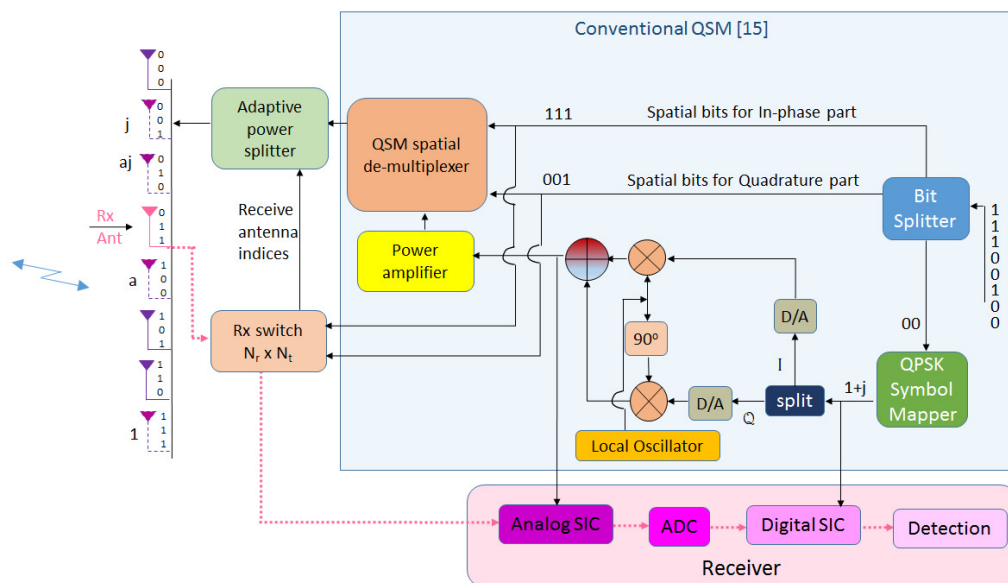 Conventional QSM [15]
0
0
0
j
0
0
1
aj
0
1
0
Rx
Ant
0
1
1
a
1
0
0
1
0
1
1
1
0
1
1
1
1
Adaptive
power
splitter
Receive
antenna
indices
Rx switch
Nr x Nt
QSM spatial
de-multiplexer
Power
amplifier
111
Spatial bits for In-phase part
001
Spatial bits for Quadrature part
Bit
Splitter
1
1
1
0
0
1
0
0
00
QPSK
Symbol
Mapper
1+j
split
I
Q
D/A
D/A
90º
Local Oscillator
Analog SIC
ADC
Digital SIC
Detection
Receiver